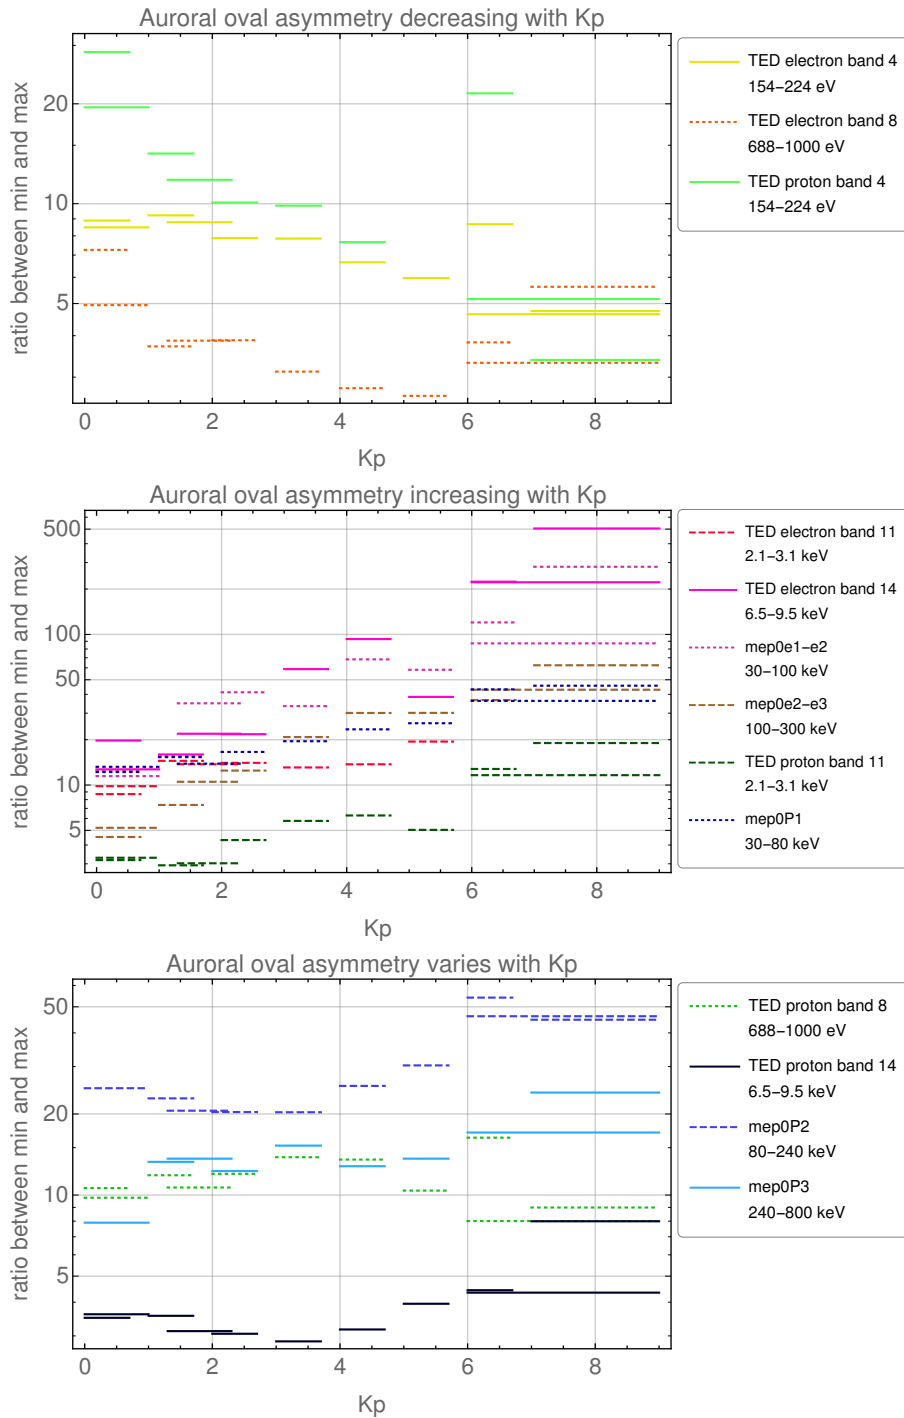 Auroral oval asymmetry decreasing with Kp
ratio between min and max
20
10
5
0 2 4 6 8
Kp
TED electron band 4
154–224 eV
TED electron band 8
688–1000 eV
TED proton band 4
154–224 eV
Auroral oval asymmetry increasing with Kp
ratio between min and max
500
100
50
10
5
0 2 4 6 8
Kp
TED electron band 11
2.1–3.1 keV
TED electron band 14
6.5–9.5 keV
mep0e1–e2
30–100 keV
mep0e2–e3
100–300 keV
TED proton band 11
2.1–3.1 keV
mep0P1
30–80 keV
Auroral oval asymmetry varies with Kp
ratio between min and max
50
20
10
5
0 2 4 6 8
Kp
TED proton band 8
688–1000 eV
TED proton band 14
6.5–9.5 keV
mep0P2
80–240 keV
mep0P3
240–800 keV